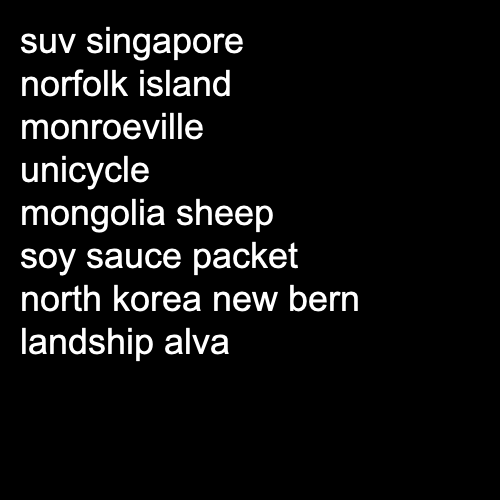 suv singapore
norfolk island
monroeville
unicycle
mongolia sheep
soy sauce packet
north korea new bern
landship alva